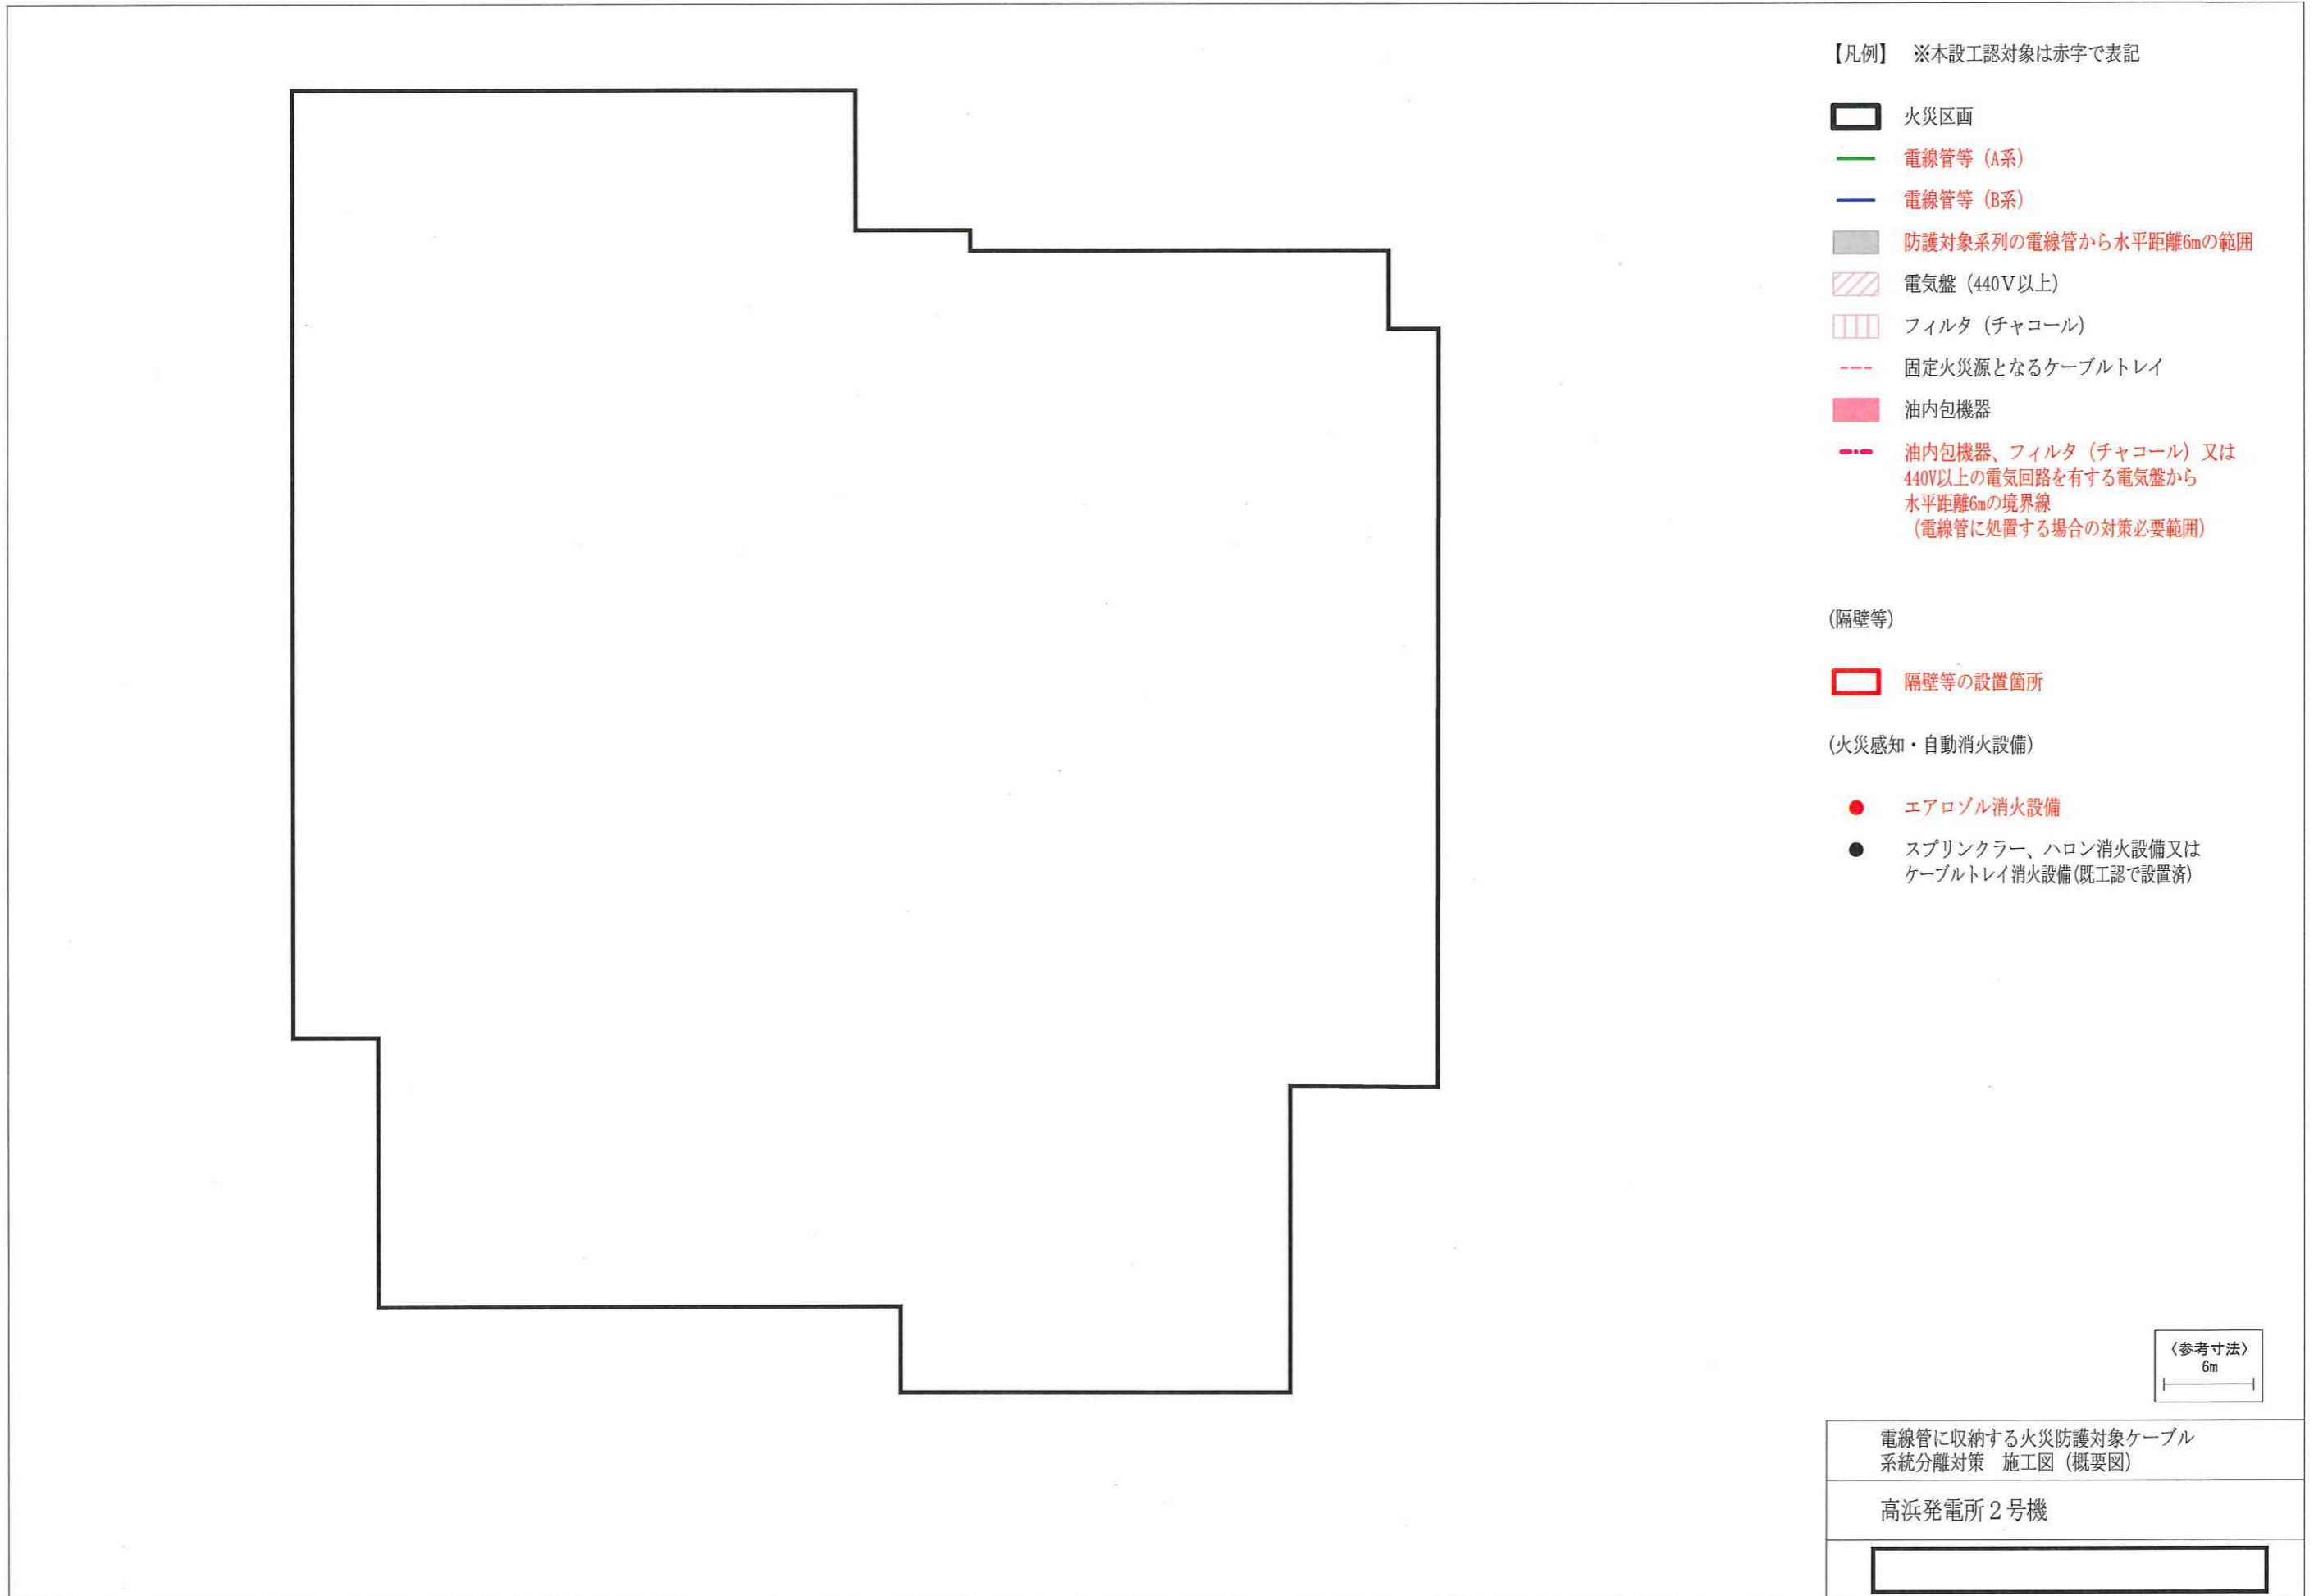 【凡例】　※本設工認対象は赤字で表記
火災区画
電線管等（A系）
電線管等（B系）
防護対象系列の電線管から水平距離6mの範囲
電気盤（440V以上）
フィルタ（チャコール）
固定火災源となるケーブルトレイ
油内包機器
油内包機器、フィルタ（チャコール）又は
440V以上の電気回路を有する電気盤から
水平距離6mの境界線
（電線管に処置する場合の対策必要範囲）
(隔壁等)
隔壁等の設置箇所
(火災感知・自動消火設備)
エアロゾル消火設備
スプリンクラー、ハロン消火設備又は
ケーブルトレイ消火設備(既工認で設置済)
〈参考寸法〉
6m
電線管に収納する火災防護対象ケーブル
系統分離対策　施工図（概要図）
高浜発電所２号機